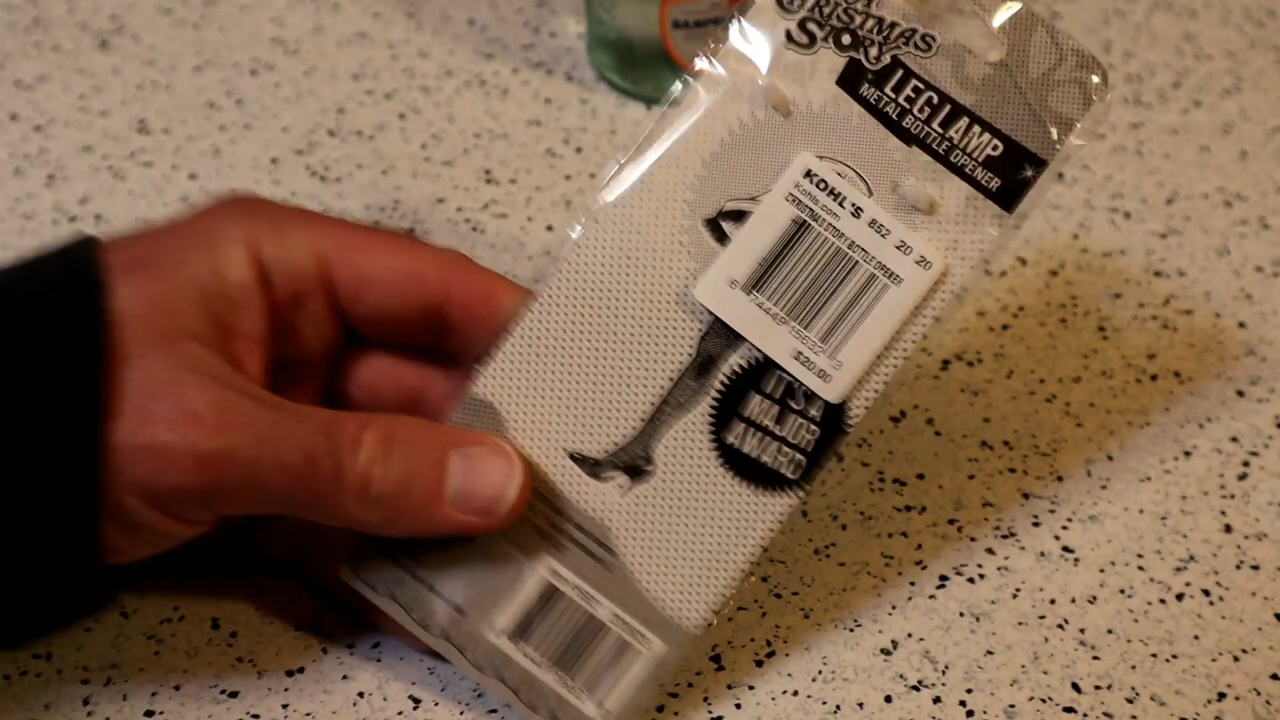 A
CHRISTMAS
STORY
LEG LAMP
METAL BOTTLE OPENER
KOHL'S 852 20 20
Kohls.com
CHRISTMAS STORY BOTTLE OPENER
$20.00
IT'S A
MAJOR
AWARD